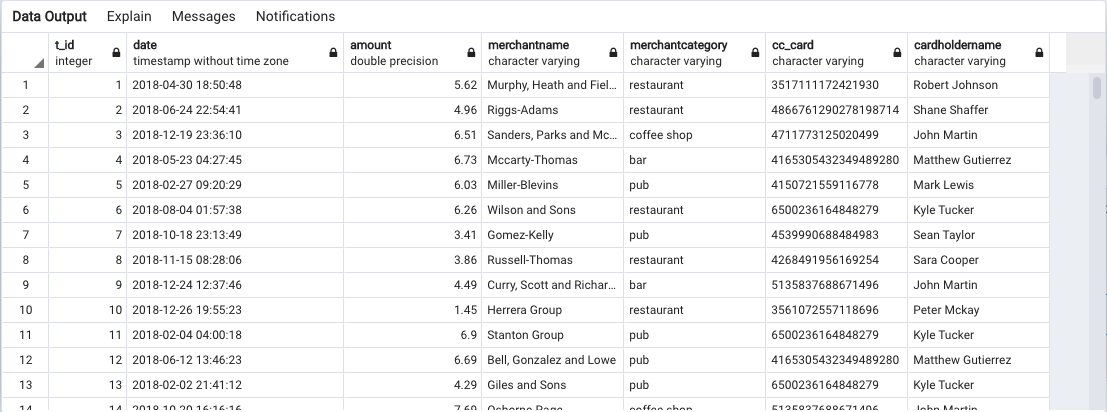 Data Output Explain Messages Notifications
t_id date amount merchantname merchantcategory cc_card cardholdername
integer timestamp without time zone double precision character varying character varying character varying character varying
1 1 2018-04-30 18:50:48 5.62 Murphy, Heath and Fiel... restaurant 3517111172421930 Robert Johnson
2 2 2018-06-24 22:54:41 4.96 Riggs-Adams restaurant 4866761290278198714 Shane Shaffer
3 3 2018-12-19 23:36:10 6.51 Sanders, Parks and Mc... coffee shop 4711773125020499 John Martin
4 4 2018-05-23 04:27:45 6.73 Mccarty-Thomas bar 4165305432349489280 Matthew Gutierrez
5 5 2018-02-27 09:20:29 6.03 Miller-Blevins pub 4150721559116778 Mark Lewis
6 6 2018-08-04 01:57:38 6.26 Wilson and Sons restaurant 6500236164848279 Kyle Tucker
7 7 2018-10-18 23:13:49 3.41 Gomez-Kelly pub 4539990688484983 Sean Taylor
8 8 2018-11-15 08:28:06 3.86 Russell-Thomas restaurant 4268491956169254 Sara Cooper
9 9 2018-12-24 12:37:46 4.49 Curry, Scott and Richar... bar 5135837688671496 John Martin
10 10 2018-12-26 19:55:23 1.45 Herrera Group restaurant 3561072557118696 Peter Mckay
11 11 2018-02-04 04:00:18 6.9 Stanton Group pub 6500236164848279 Kyle Tucker
12 12 2018-06-12 13:46:23 6.69 Bell, Gonzalez and Lowe pub 4165305432349489280 Matthew Gutierrez
13 13 2018-02-02 21:41:12 4.29 Giles and Sons pub 6500236164848279 Kyle Tucker
14 14 2018-10-20 16:16:16 7.69 Osborne-Page coffee shop 5135837688671496 John Martin